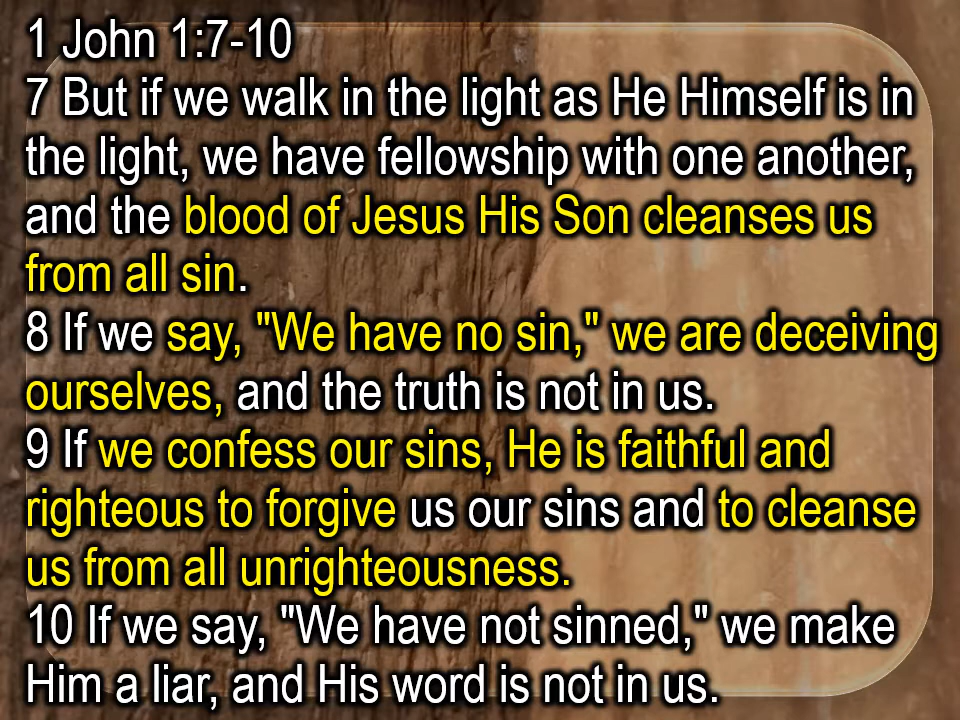 1 John 1:7-10
7 But if we walk in the light as He Himself is in
the light, we have fellowship with one another,
and the blood of Jesus His Son cleanses us
from all sin.
8 If we say, "We have no sin," we are deceiving
ourselves, and the truth is not in us.
9 If we confess our sins, He is faithful and
righteous to forgive us our sins and to cleanse
us from all unrighteousness.
10 If we say, "We have not sinned," we make
Him a liar, and His word is not in us.